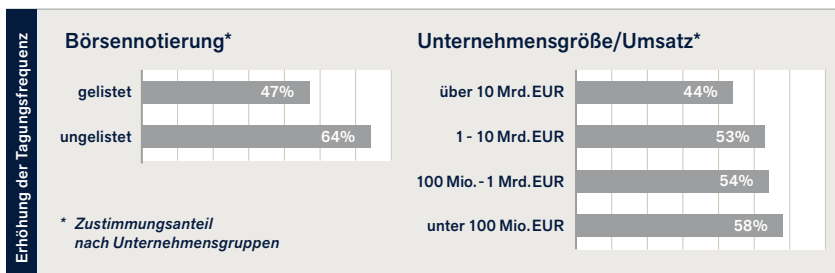 Erhöhung der Tagungsfrequenz
Börsennotierung*
gelistet 47%
ungelistet 64%
* Zustimmungsanteil
nach Unternehmensgruppen
Unternehmensgröße/Umsatz*
über 10 Mrd. EUR 44%
1 - 10 Mrd. EUR 53%
100 Mio. - 1 Mrd. EUR 54%
unter 100 Mio. EUR 58%